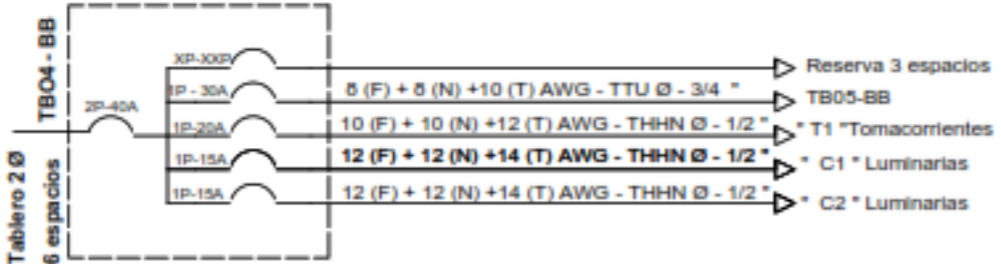 TBO4 - BB
Tablero 2 Ø
6 espacios
2P-40A
XP-XXP
Reserva 3 espacios
1P - 30A
8 (F) + 8 (N) +10 (T) AWG - TTU Ø - 3/4 "
TB05-BB
1P-20A
10 (F) + 10 (N) +12 (T) AWG - THHN Ø - 1/2 "
" T1 "Tomacorrientes
1P-15A
12 (F) + 12 (N) +14 (T) AWG - THHN Ø - 1/2 "
" C1 " Luminarias
1P-15A
12 (F) + 12 (N) +14 (T) AWG - THHN Ø - 1/2 "
" C2 " Luminarias